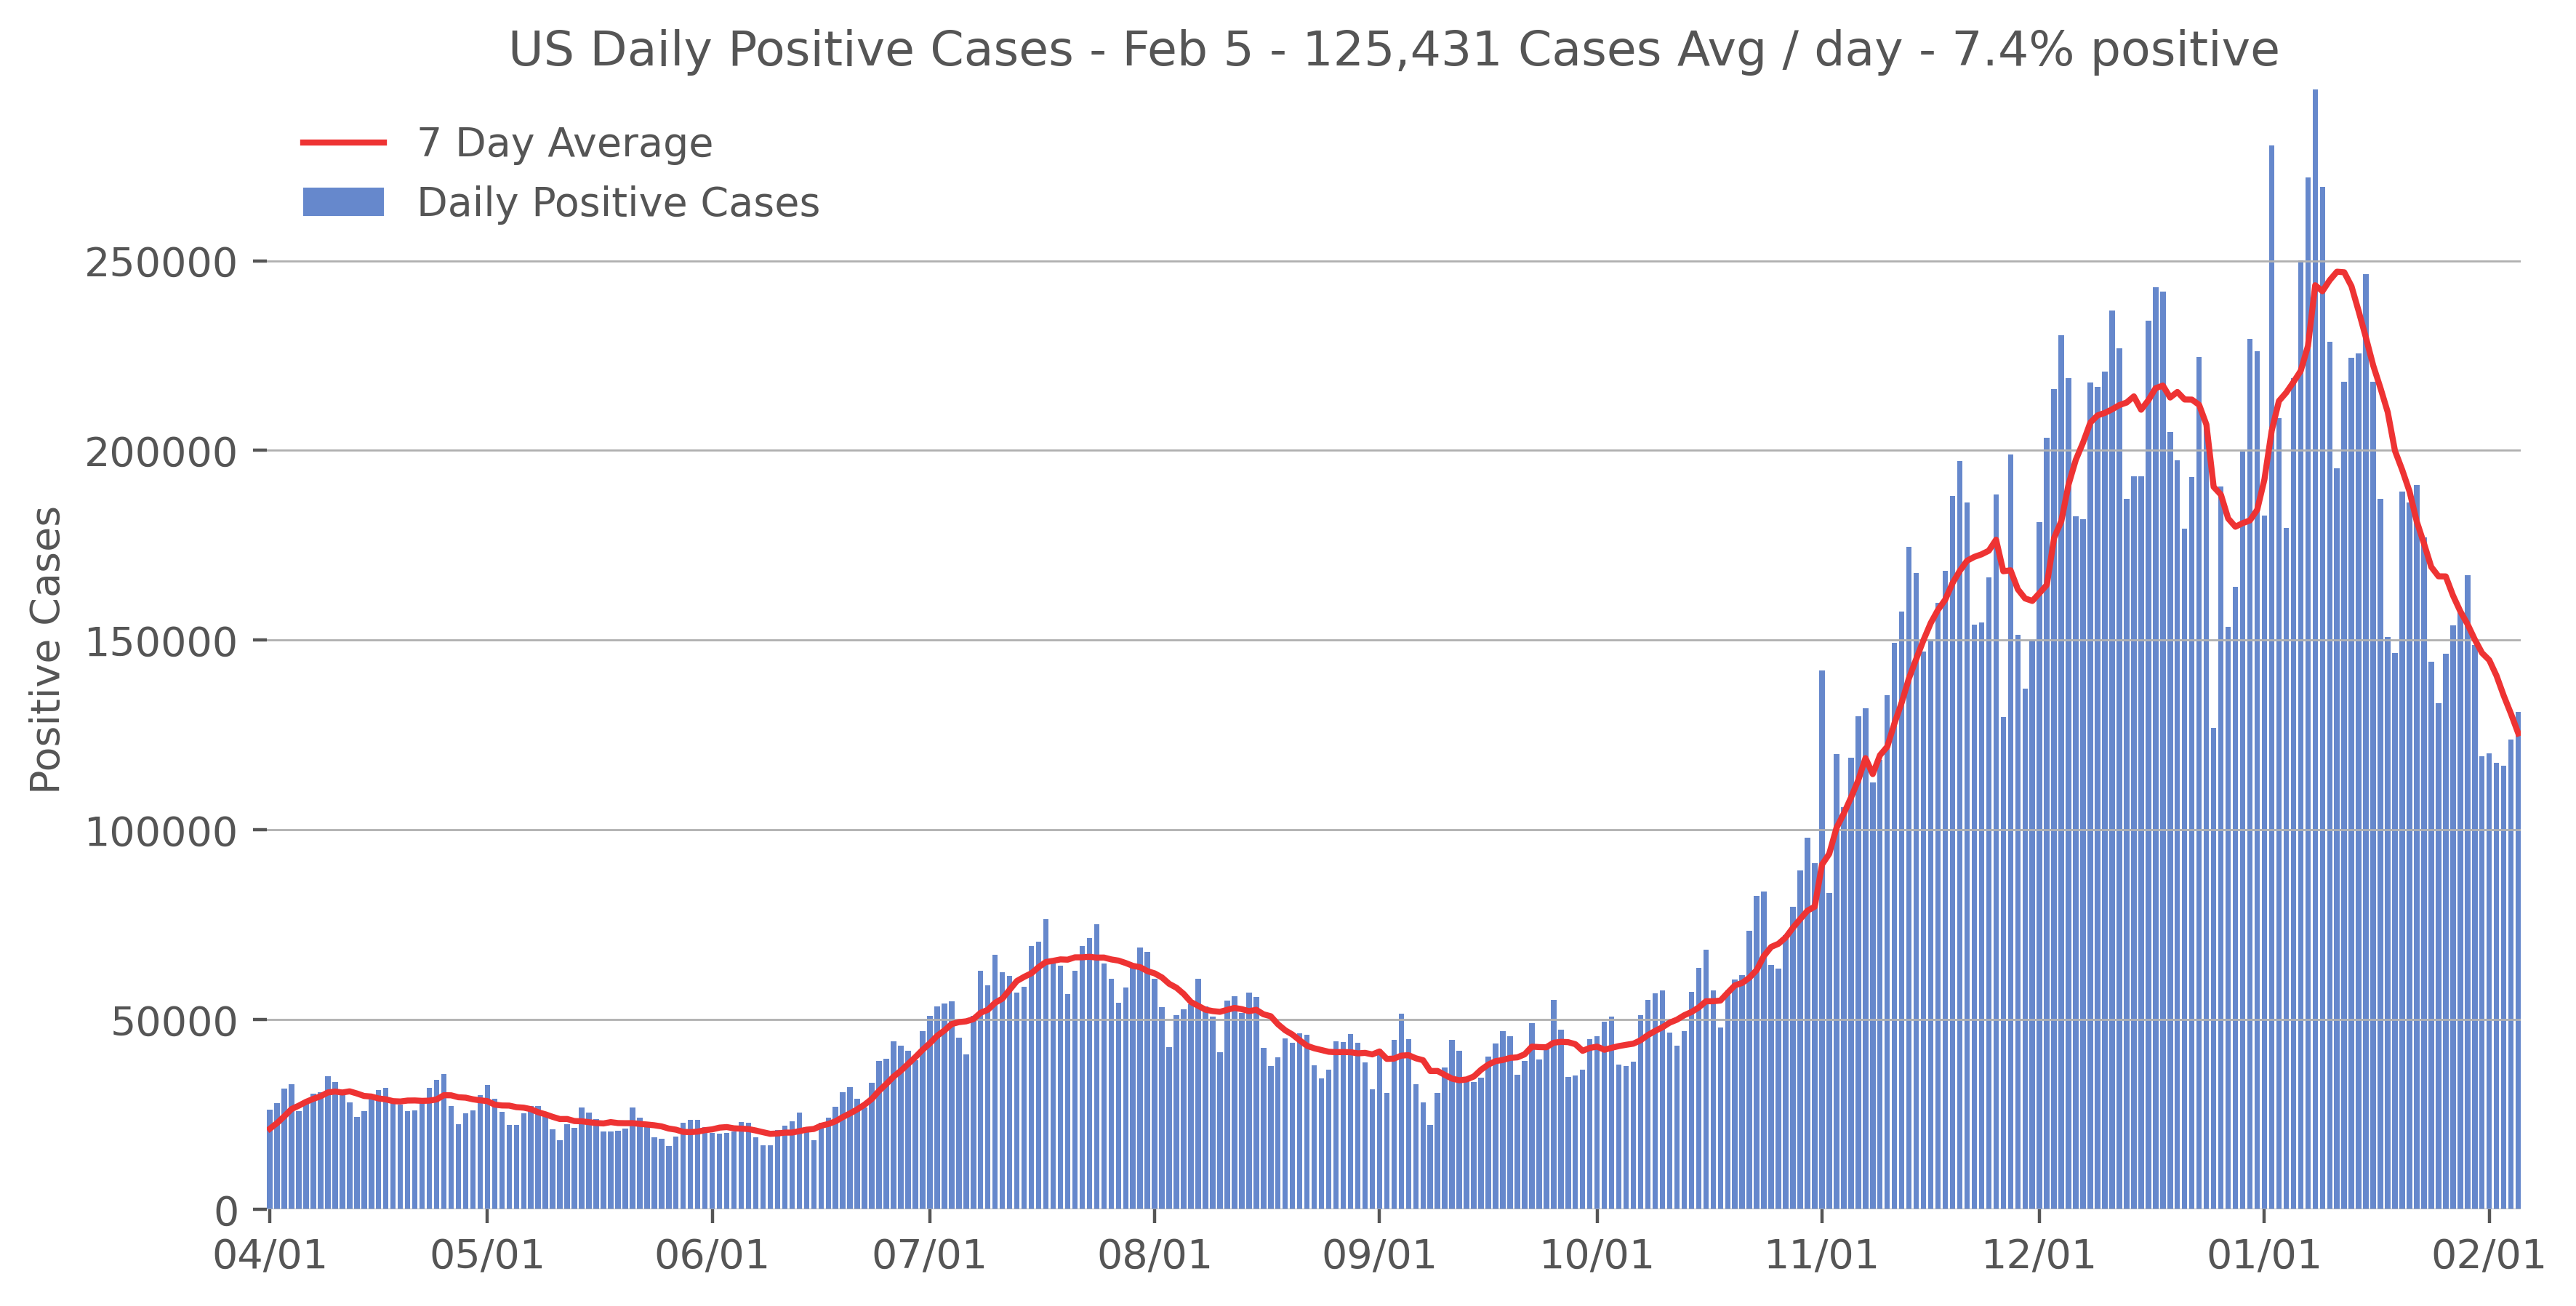 US Daily Positive Cases - Feb 5 - 125,431 Cases Avg / day - 7.4% positive
7 Day Average
Daily Positive Cases
Positive Cases
250000
200000
150000
100000
50000
0
04/01 05/01 06/01 07/01 08/01 09/01 10/01 11/01 12/01 01/01 02/01